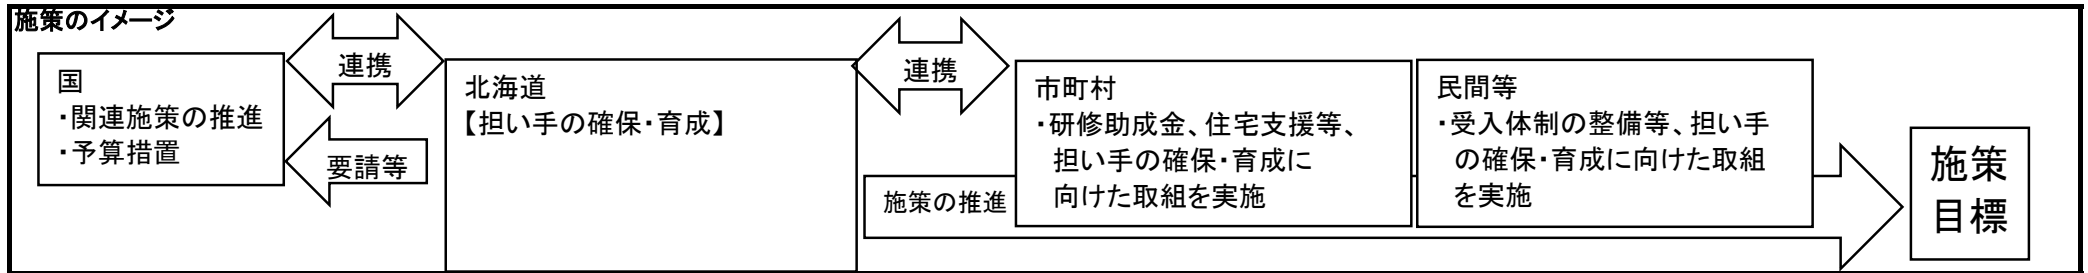 施策のイメージ
国
・関連施策の推進
・予算措置
連携
要請等
北海道
【担い手の確保・育成】
連携
施策の推進
市町村
・研修助成金、住宅支援等、
担い手の確保・育成に
向けた取組を実施
民間等
・受入体制の整備等、担い手
の確保・育成に向けた取組
を実施
施策
目標